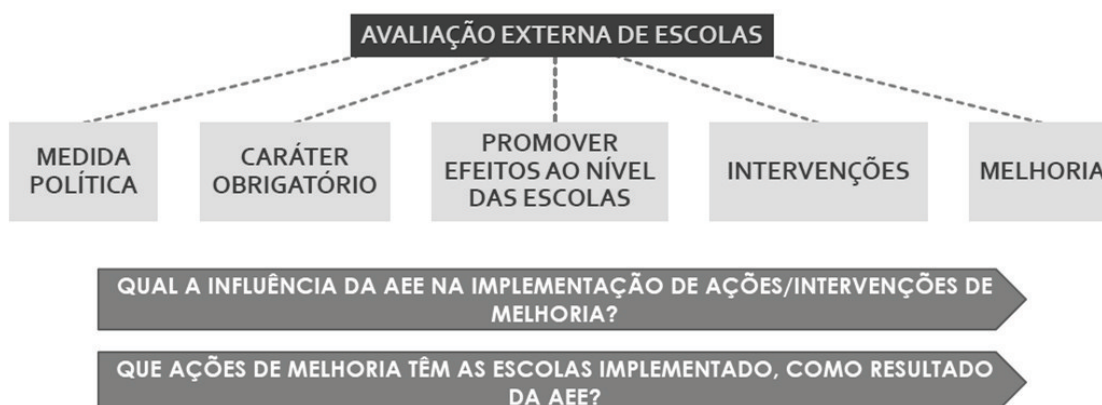 AVALIAÇÃO EXTERNA DE ESCOLAS
MEDIDA
POLÍTICA
CARÁTER
OBRIGATÓRIO
PROMOVER
EFEITOS AO NÍVEL
DAS ESCOLAS
INTERVENÇÕES
MELHORIA
QUAL A INFLUÊNCIA DA AEE NA IMPLEMENTAÇÃO DE AÇÕES/INTERVENÇÕES DE
MELHORIA?
QUE AÇÕES DE MELHORIA TÊM AS ESCOLAS IMPLEMENTADO, COMO RESULTADO
DA AEE?